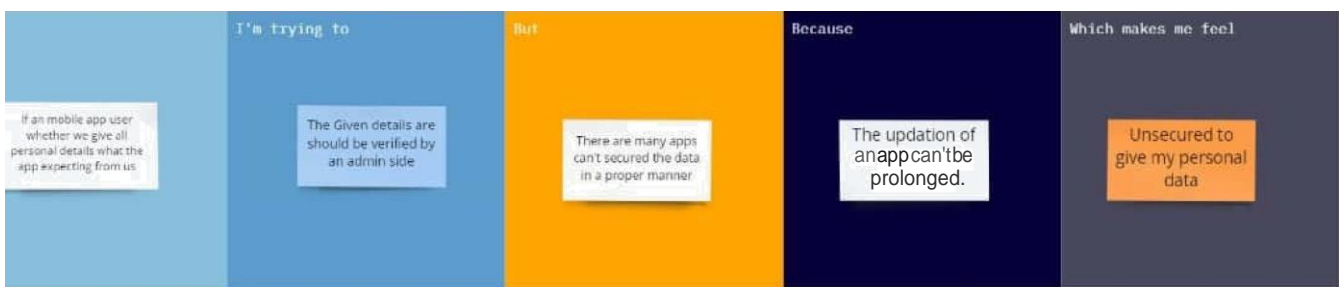 I'm trying to
But
Because
Which makes me feel
If an mobile app user
whether we give all
personal details what the
app expecting from us
The Given details are
should be verified by
an admin side
There are many apps
can't secured the data
in a proper manner
The updation of
anappcan'tbe
prolonged.
Unsecured to
give my personal
data